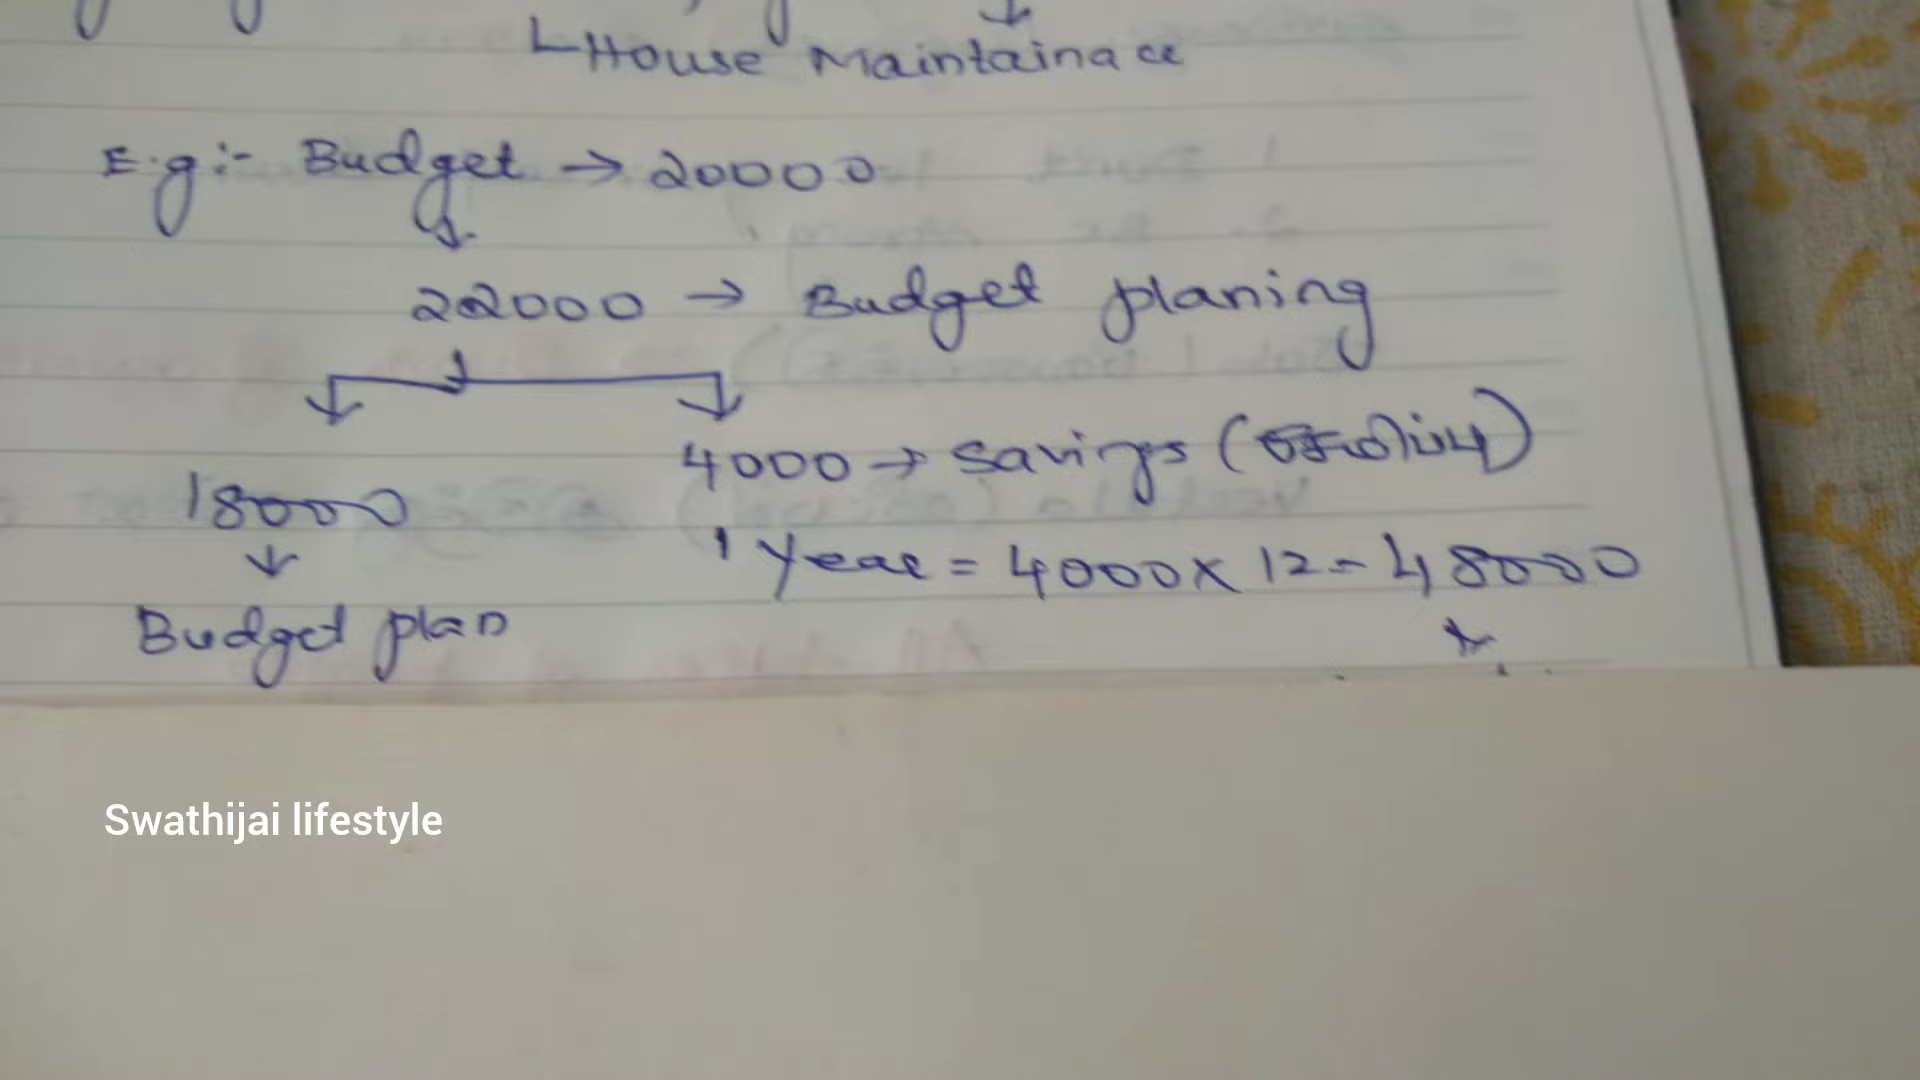 House Maintainace
E.g:- Budget → 20000
22000 → Budget planing
4000 → Savings (சேமிப்பு)
18000
1 Year = 4000 x 12 = 48000
Budget plan
Swathijai lifestyle